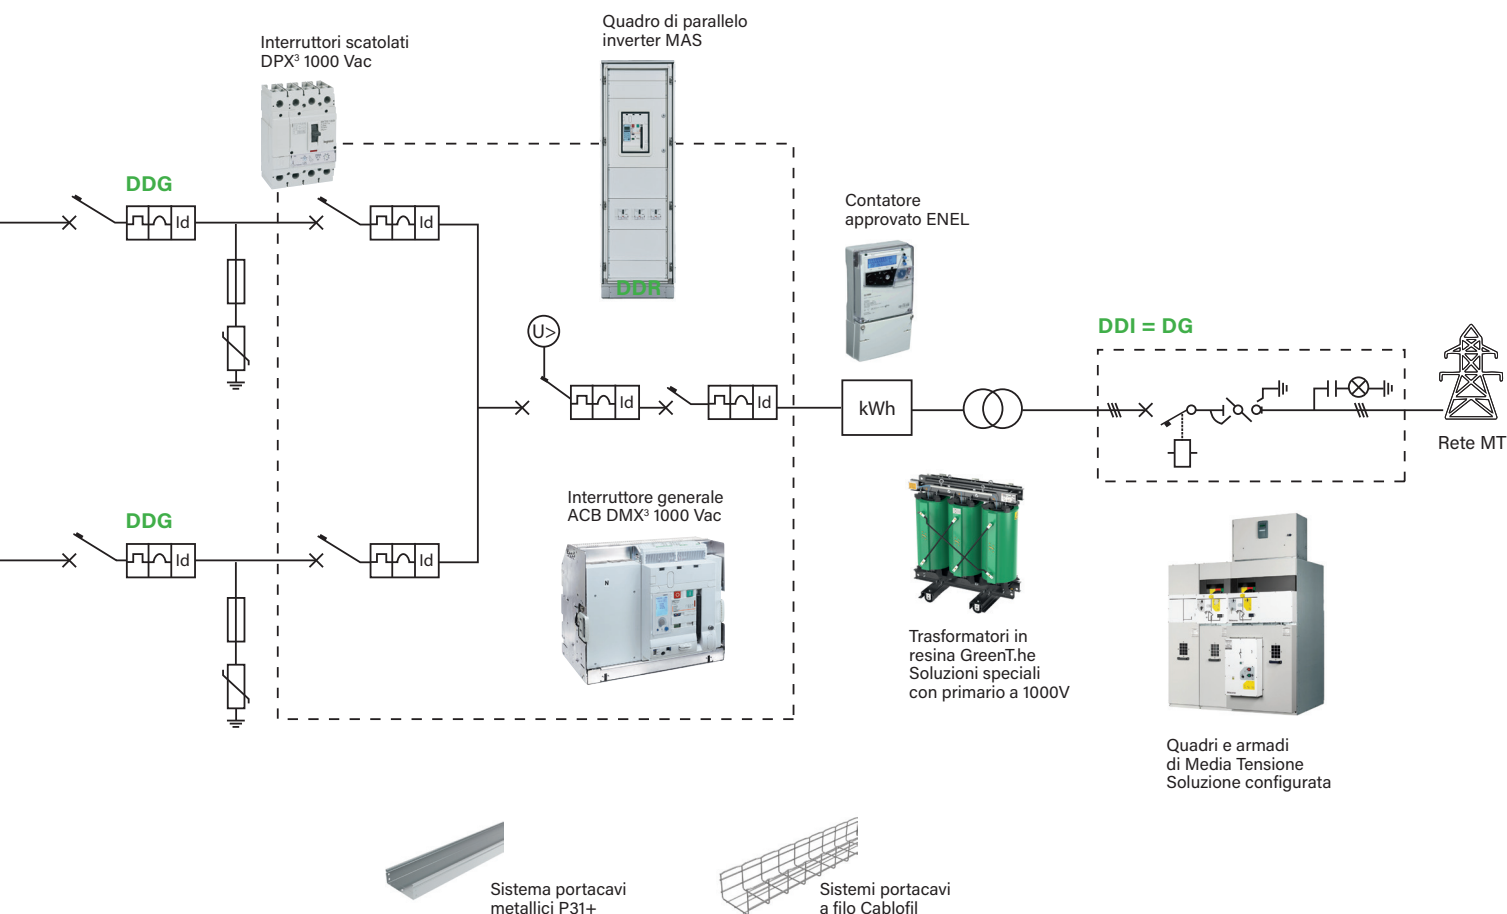 Quadro di parallelo
inverter MAS
Interruttori scatolati
DPX³ 1000 Vac
DDG
Id
Id
DDR
Contatore
approvato ENEL
U>
DDI = DG
Id
Id
kWh
Rete MT
Interruttore generale
ACB DMX³ 1000 Vac
N
DDG
Id
Id
Trasformatori in
resina GreenT.he
Soluzioni speciali
con primario a 1000V
Quadri e armadi
di Media Tensione
Soluzione configurata
Sistema portacavi
metallici P31+
Sistemi portacavi
a filo Cablofil